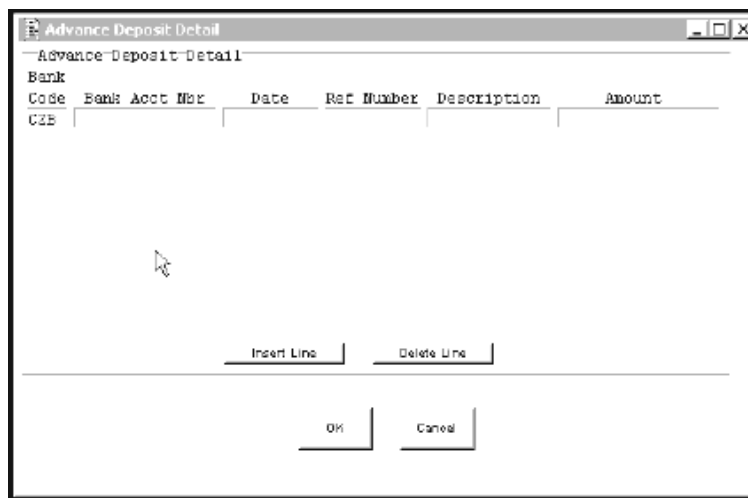 Advance Deposit Detail
Advance Deposit Detail
Bank
Code Bank Acct Nbr Date Ref Number Description Amount
CZB
Insert Line Delete Line
OK Cancel